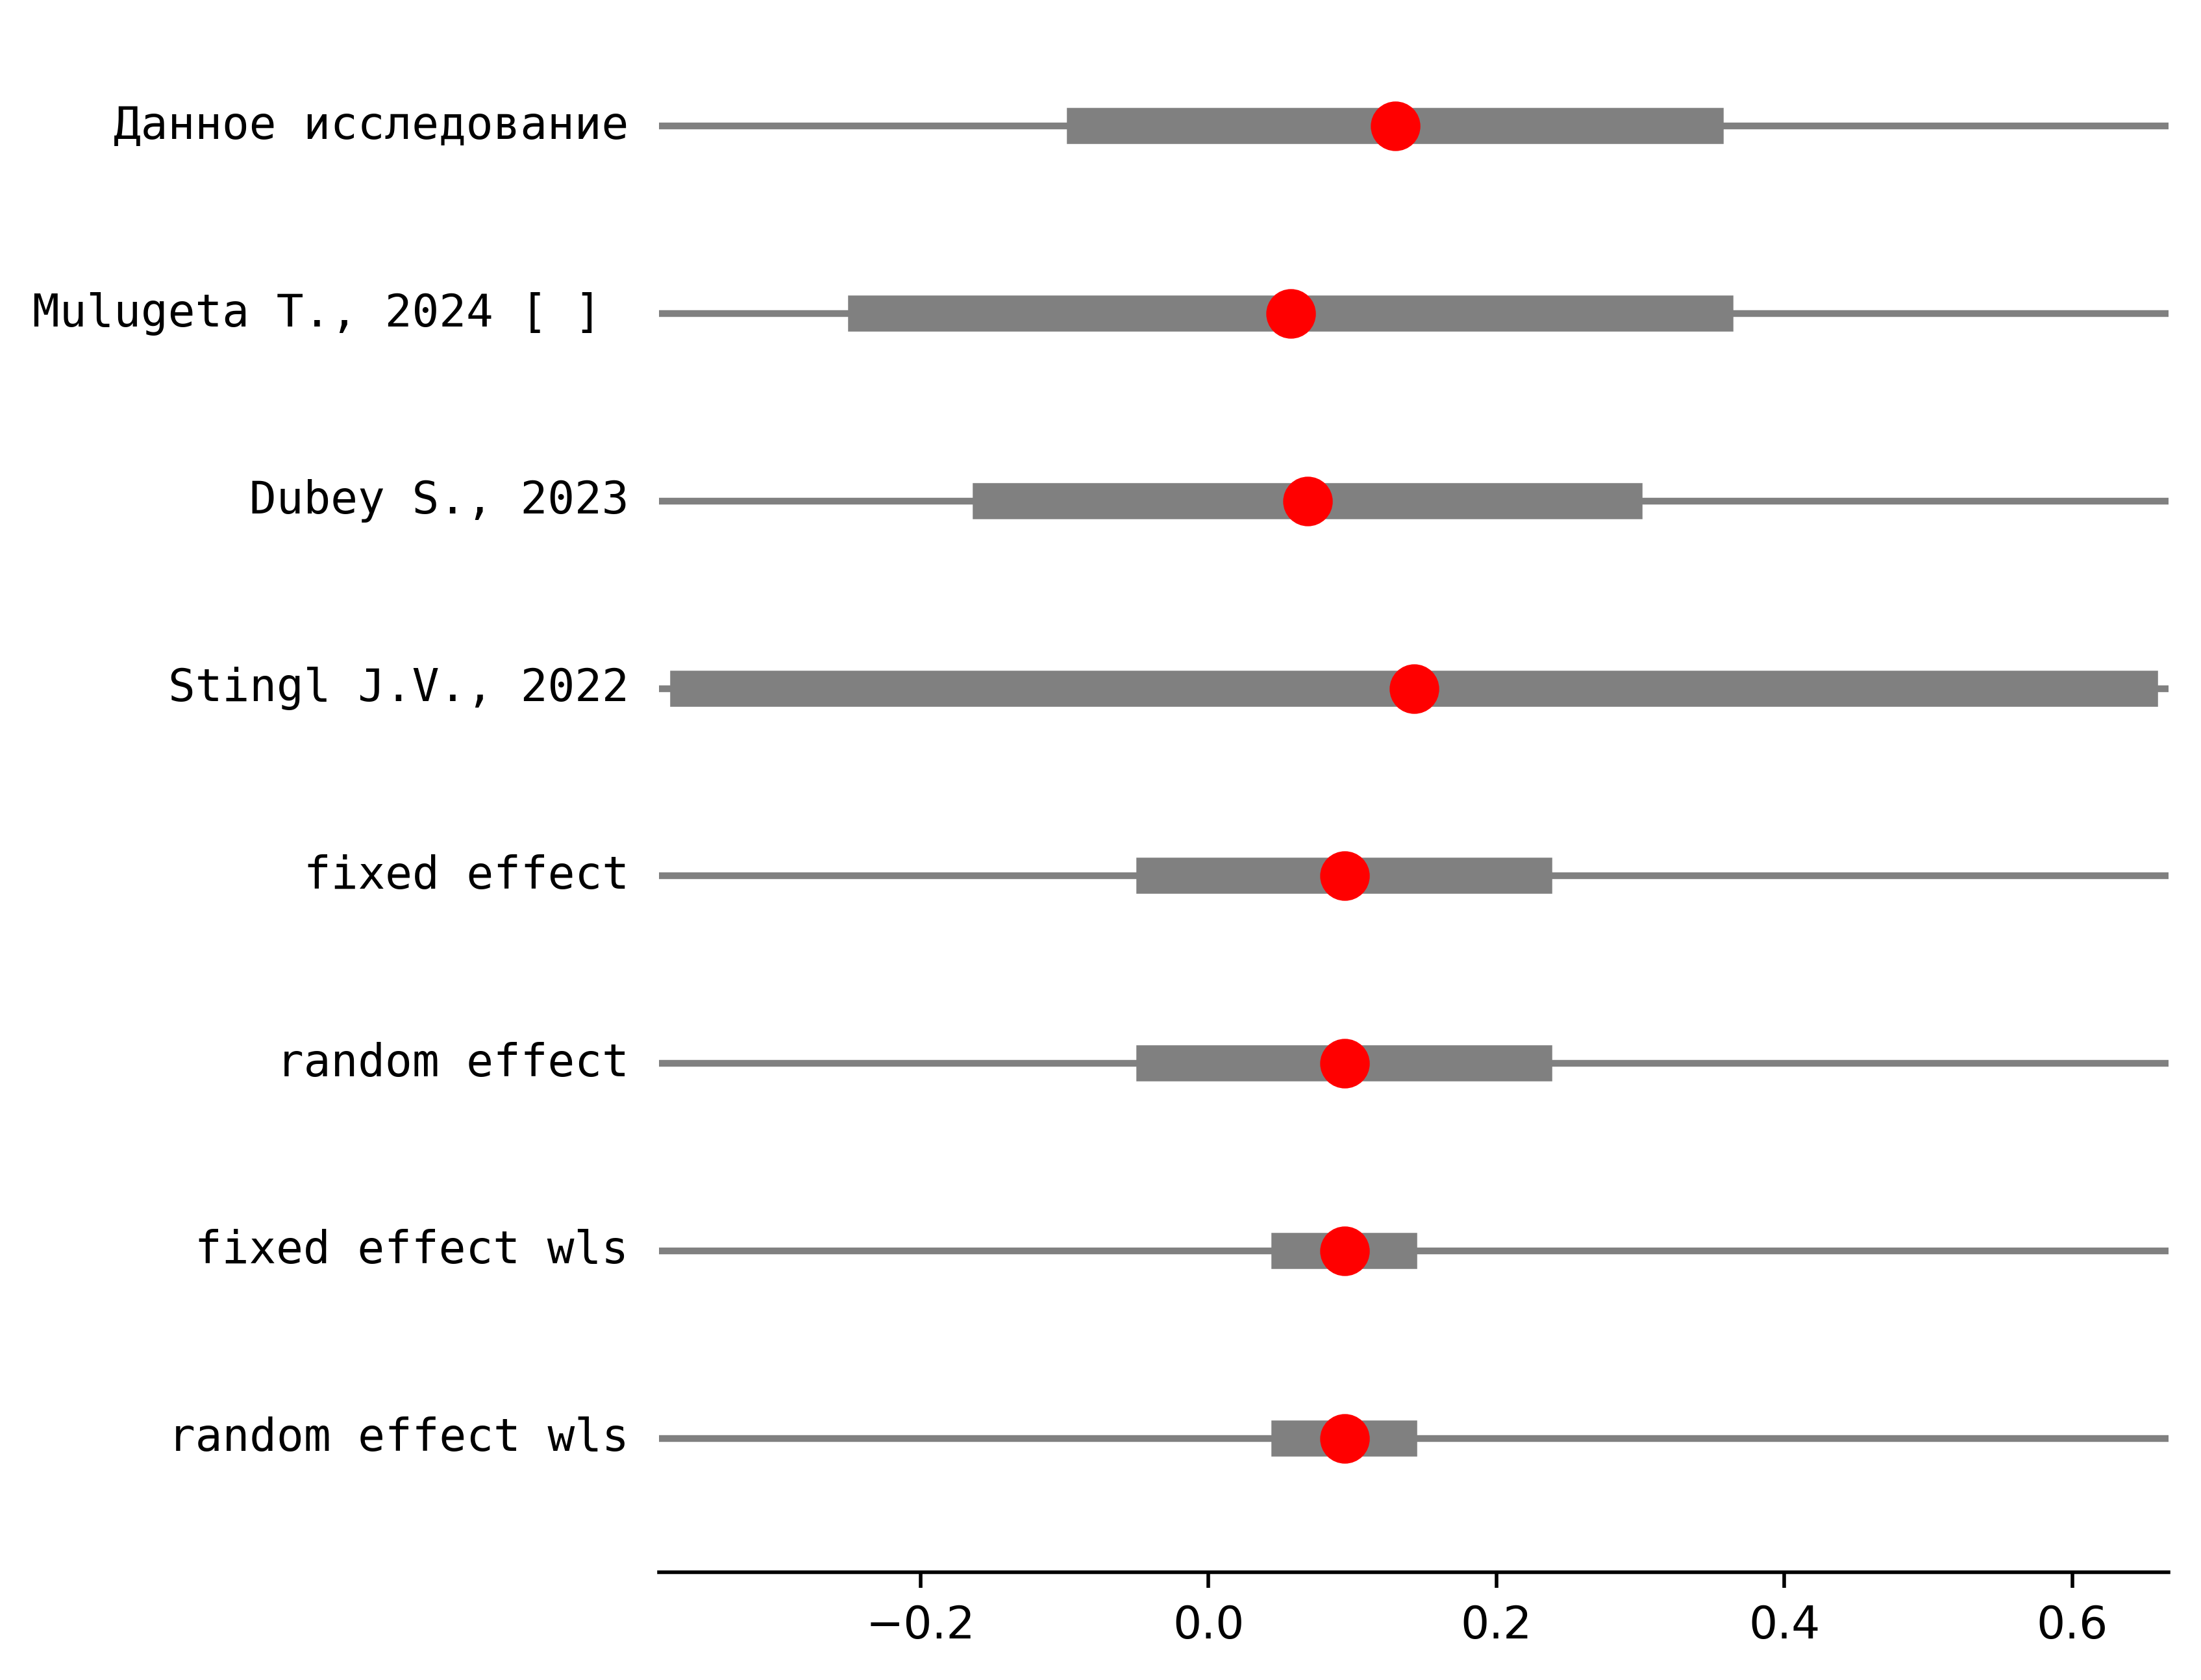 Данное исследование
Mulugeta T., 2024 [ ]
Dubey S., 2023
Stingl J.V., 2022
fixed effect
random effect
fixed effect wls
random effect wls
−0.2 0.0 0.2 0.4 0.6